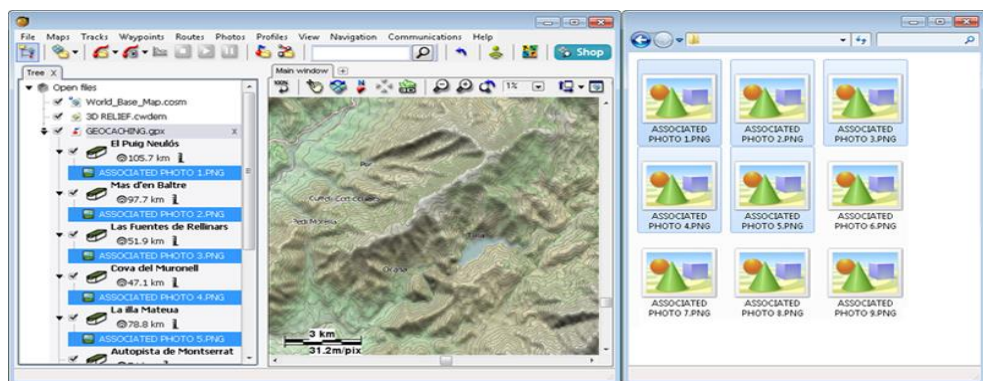 File Maps Tracks Waypoints Routes Photos Profiles View Navigation Communications Help
Shop
Tree X
Main window
1%
Open files
World_Base_Map.cosm
3D RELIEF.cwdem
GEOCACHING.gpx X
El Puig Neulós
105.7 km
ASSOCIATED PHOTO 1.PNG
Mas d'en Baltre
97.7 km
ASSOCIATED PHOTO 2.PNG
Las Fuentes de Rellinars
51.9 km
ASSOCIATED PHOTO 3.PNG
Cova del Muronell
47.1 km
ASSOCIATED PHOTO 4.PNG
La illa Mateua
78.8 km
ASSOCIATED PHOTO 5.PNG
Autopista de Montserrat
3 km
31.2m/pix
ASSOCIATED PHOTO 1.PNG
ASSOCIATED PHOTO 2.PNG
ASSOCIATED PHOTO 3.PNG
ASSOCIATED PHOTO 4.PNG
ASSOCIATED PHOTO 5.PNG
ASSOCIATED PHOTO 6.PNG
ASSOCIATED PHOTO 7.PNG
ASSOCIATED PHOTO 8.PNG
ASSOCIATED PHOTO 9.PNG